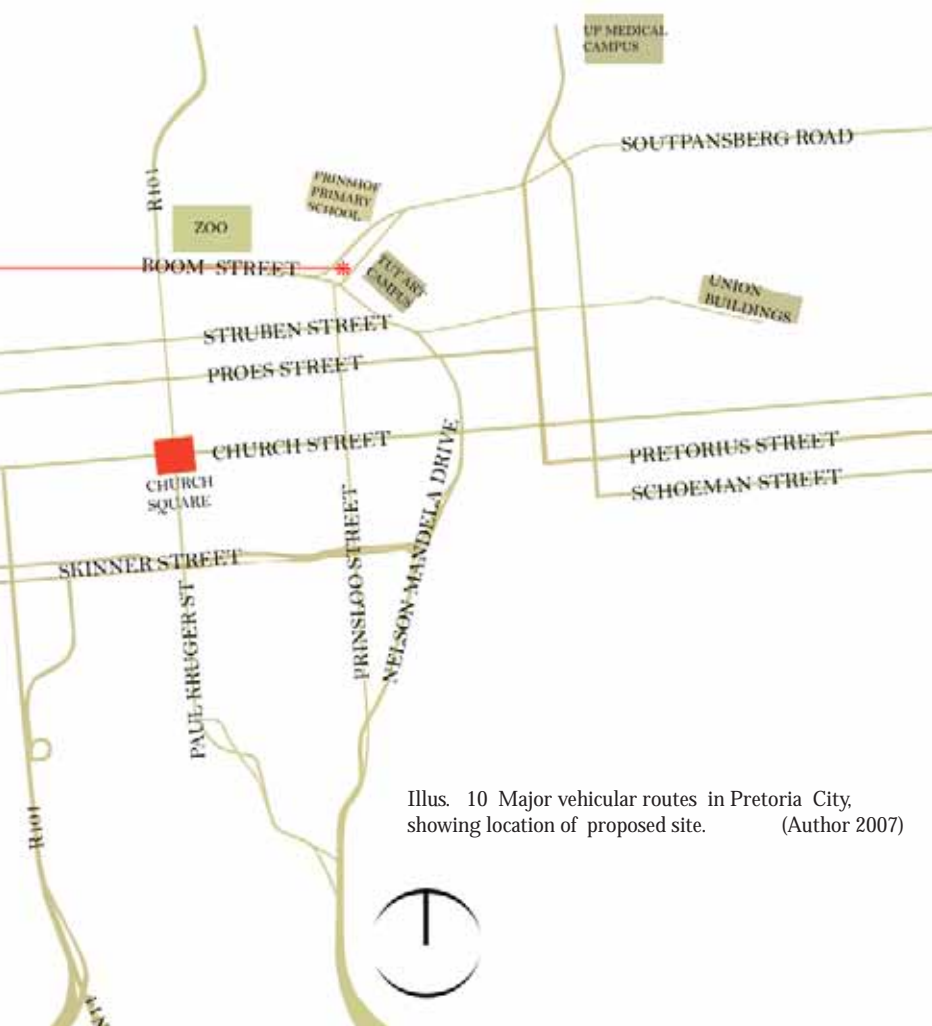 UP MEDICAL
CAMPUS
SOUTPANSBERG ROAD
R101
PRINSHOF
PRIMARY
SCHOOL
ZOO
BOOM STREET
TUT ART
CAMPUS
UNION
BUILDINGS
STRUBEN STREET
PROES STREET
CHURCH STREET
CHURCH
SQUARE
PRETORIUS STREET
SCHOEMAN STREET
SKINNER STREET
PAUL KRUGER ST
PRINSLOO STREET
NELSON MANDELA DRIVE
R101
Illus. 10 Major vehicular routes in Pretoria City,
showing location of proposed site. (Author 2007)